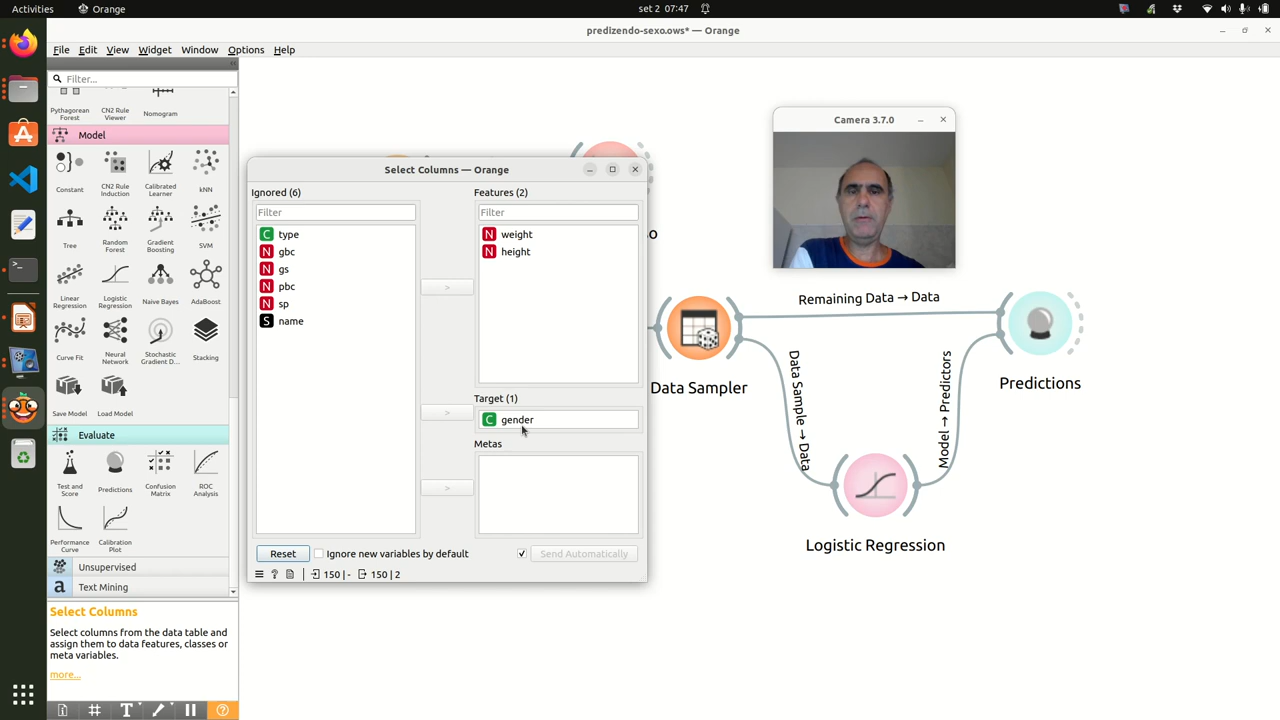 Activities
Orange
set 2 07:47
predizendo-sexo.ows* — Orange
File Edit View Widget Window Options Help
Filter...
Pythagorean Forest
CN2 Rule Viewer
Nomogram
Model
Constant
CN2 Rule Induction
Calibrated Learner
kNN
Tree
Random Forest
Gradient Boosting
SVM
Linear Regression
Logistic Regression
Naive Bayes
AdaBoost
Curve Fit
Neural Network
Stochastic Gradient D...
Stacking
Save Model
Load Model
Evaluate
Test and Score
Predictions
Confusion Matrix
ROC Analysis
Performance Curve
Calibration Plot
Unsupervised
a Text Mining
Select Columns
Select columns from the data table and
assign them to data features, classes or
meta variables.
more...
Select Columns — Orange
Ignored (6)
Filter
C type
N gbc
N gs
N pbc
N sp
S name
>
>
>
Features (2)
Filter
N weight
N height
Target (1)
C gender
Metas
Reset
Ignore new variables by default
Send Automatically
150 | -
150 | 2
o
Camera 3.7.0
Data Sampler
Remaining Data → Data
Data Sample → Data
Model → Predictors
Predictions
Logistic Regression